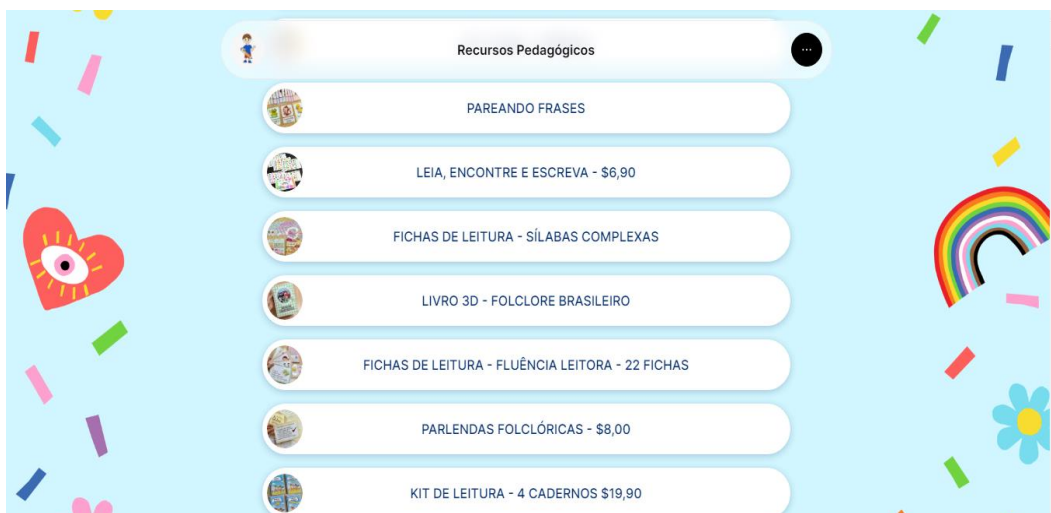 Recursos Pedagógicos
PAREANDO FRASES
LEIA, ENCONTRE E ESCREVA - $6,90
FICHAS DE LEITURA - SÍLABAS COMPLEXAS
LIVRO 3D - FOLCLORE BRASILEIRO
FICHAS DE LEITURA - FLUÊNCIA LEITORA - 22 FICHAS
PARLENDAS FOLCLÓRICAS - $8,00
KIT DE LEITURA - 4 CADERNOS $19,90